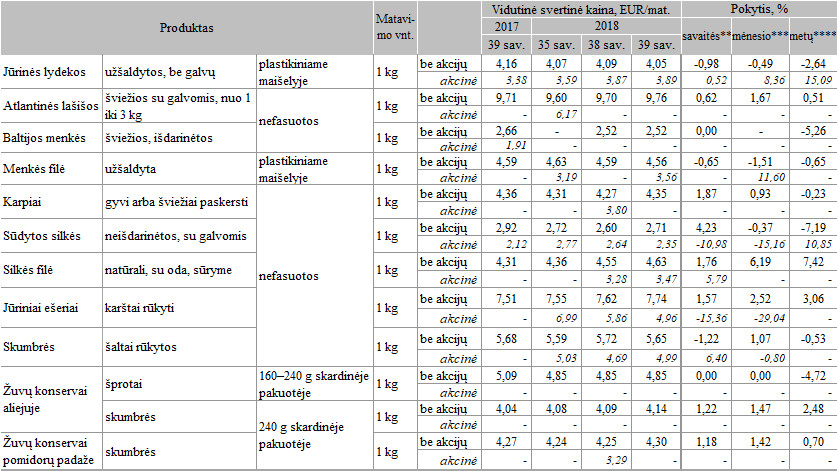 Produktas Matavi- Vidutinė svertinė kaina, EUR/mat. Pokytis, %
mo vnt. 2017 2018 savaitės** mėnesio*** metų****
39 sav. 35 sav. 38 sav. 39 sav.
Jūrinės lydekos užšaldytos, be galvų plastikiniame maišelyje 1 kg be akcijų 4,16 4,07 4,09 4,05 -0,98 -0,49 -2,64
akcinė 3,38 3,59 3,87 3,89 0,52 8,36 15,09
Atlantinės lašišos šviežios su galvomis, nuo 1 iki 3 kg nefasuotos 1 kg be akcijų 9,71 9,60 9,70 9,76 0,62 1,67 0,51
akcinė - 6,17 - - - - -
Baltijos menkės šviežios, išdarinėtos 1 kg be akcijų 2,66 - 2,52 2,52 0,00 - -5,26
akcinė 1,91 - - - - - -
Menkės filė užšaldyta plastikiniame maišelyje 1 kg be akcijų 4,59 4,63 4,59 4,56 -0,65 -1,51 -0,65
akcinė - 3,19 - 3,56 - 11,60 -
Karpiai gyvi arba šviežiai paskersti nefasuotos 1 kg be akcijų 4,36 4,31 4,27 4,35 1,87 0,93 -0,23
akcinė - - 3,80 - - - -
Sūdytos silkės neišdarinėtos, su galvomis 1 kg be akcijų 2,92 2,72 2,60 2,71 4,23 -0,37 -7,19
akcinė 2,12 2,77 2,64 2,35 -10,98 -15,16 10,85
Silkės filė natūrali, su oda, sūryme 1 kg be akcijų 4,31 4,36 4,55 4,63 1,76 6,19 7,42
akcinė - - 3,28 3,47 5,79 - -
Jūriniai ešeriai karštai rūkyti 1 kg be akcijų 7,51 7,55 7,62 7,74 1,57 2,52 3,06
akcinė - 6,99 5,86 4,96 -15,36 -29,04 -
Skumbrės šaltai rūkytos 1 kg be akcijų 5,68 5,59 5,72 5,65 -1,22 1,07 -0,53
akcinė - 5,03 4,69 4,99 6,40 -0,80 -
Žuvų konservai aliejuje šprotai 160–240 g skardinėje pakuotėje 1 kg be akcijų 5,09 4,85 4,85 4,85 0,00 0,00 -4,72
akcinė - - - - - - -
skumbrės 240 g skardinėje pakuotėje 1 kg be akcijų 4,04 4,08 4,09 4,14 1,22 1,47 2,48
akcinė - - - - - - -
Žuvų konservai pomidorų padaže skumbrės 1 kg be akcijų 4,27 4,24 4,25 4,30 1,18 1,42 0,70
akcinė - - 3,29 - - - -